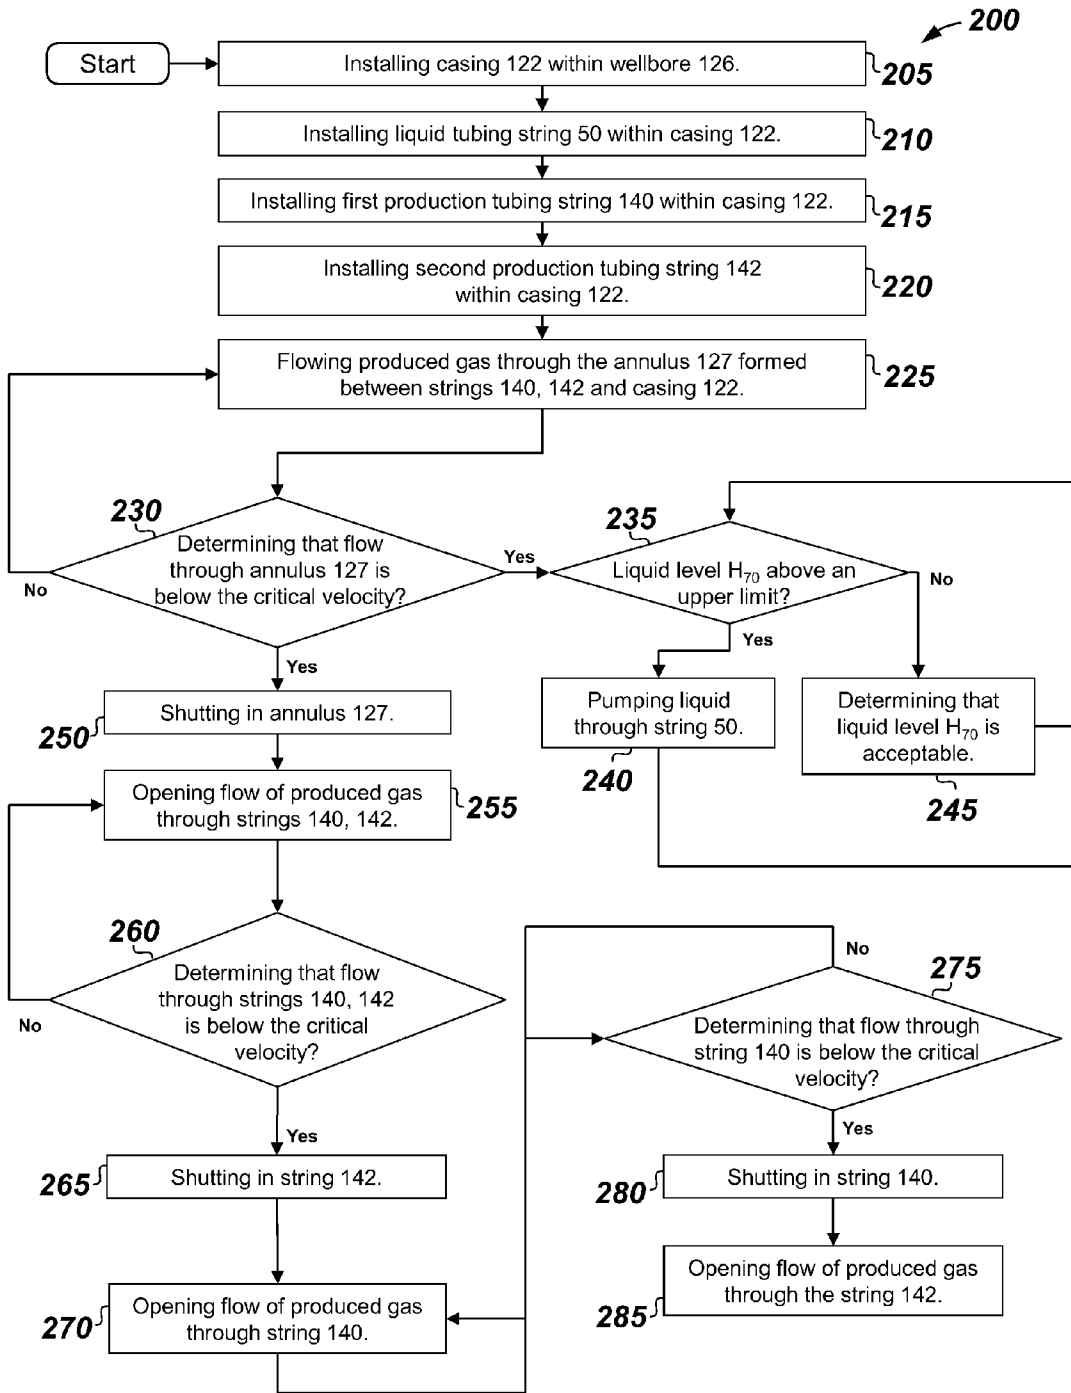 200
Start
Installing casing 122 within wellbore 126.
205
Installing liquid tubing string 50 within casing 122.
210
Installing first production tubing string 140 within casing 122.
215
Installing second production tubing string 142
within casing 122.
220
Flowing produced gas through the annulus 127 formed
between strings 140, 142 and casing 122.
225
230
Determining that flow
through annulus 127 is
below the critical velocity?
No
Yes
Yes
235
Liquid level H70 above an
upper limit?
No
Yes
Pumping liquid
through string 50.
240
Determining that
liquid level H70 is
acceptable.
245
Shutting in annulus 127.
250
Opening flow of produced gas
through strings 140, 142.
255
260
Determining that flow
through strings 140, 142
is below the critical
velocity?
No
Yes
Shutting in string 142.
265
Opening flow of produced gas
through string 140.
270
275
No
Determining that flow through
string 140 is below the critical
velocity?
Yes
Shutting in string 140.
280
Opening flow of produced gas
through the string 142.
285